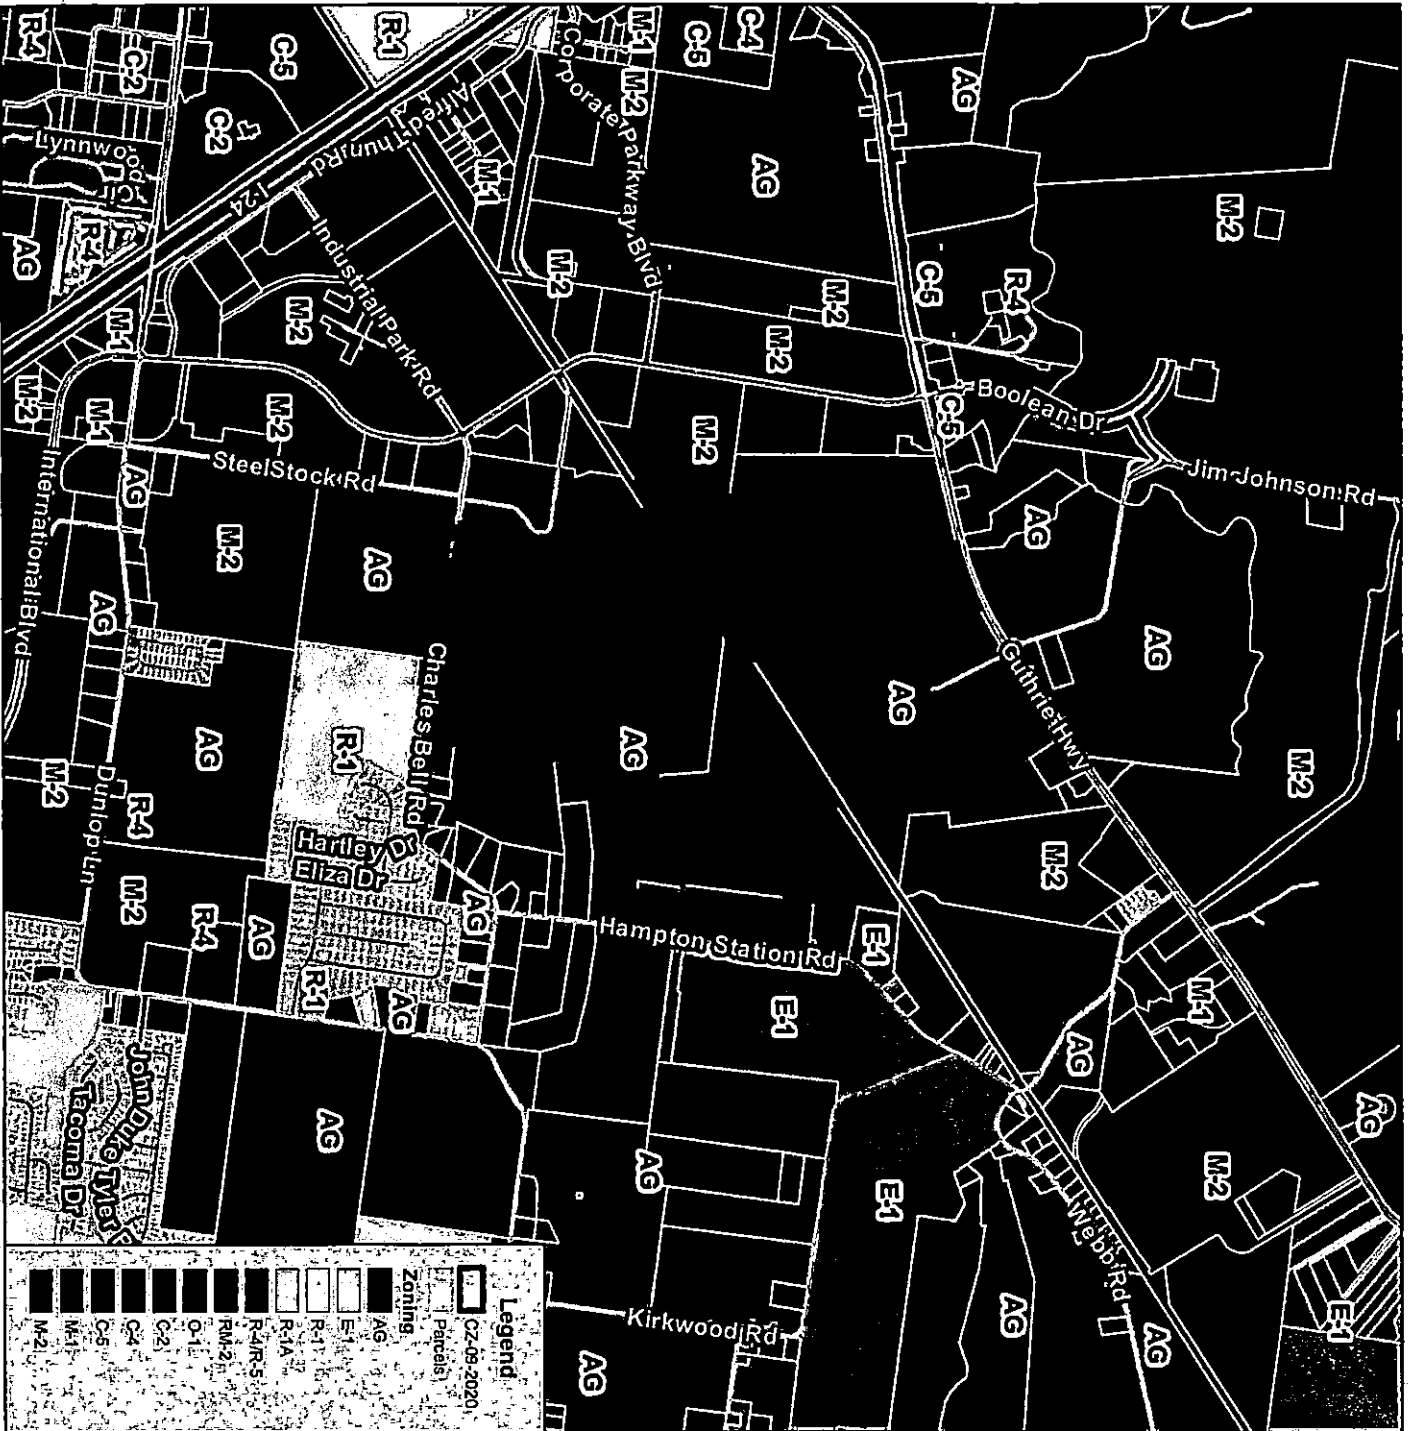 R-4
C-2
C-5
R-1
M-1
C-5
C-4
AG
C-2
Corporate Parkway Blvd
M-2
Alfred Thun Rd
M-1
AG
M-2
Lynnwood Cir
I-24
R-4
AG
Industrial Park Rd
M-2
M-2
M-2
C-5
R-4
M-1
M-2
M-2
M-1
M-2
M-2
C-5
Boolean Dr
Steel Stock Rd
Jim Johnson Rd
AG
International Blvd
M-2
AG
AG
AG
AG
Charles Bell Rd
Guthrie Hwy
AG
AG
R-1
AG
M-2
M-2
R-4
Dunlop Ln
Hartley Dr
Eliza Dr
M-2
M-2
R-4
AG
AG
Hampton Station Rd
E-1
R-1
AG
E-1
M-1
AG
John Duke Tyler
Tacoma Dr
AG
AG
E-1
Webb Rd
M-2
AG
Kirkwood Rd
AG
AG
AG
E-1
Legend
CZ-09-2020
Parcels
Zoning
AG
E-1
R-1
R-1A
R-4/R-5
RM-2
O-1
C-2
C-4
C-5
M-1
M-2